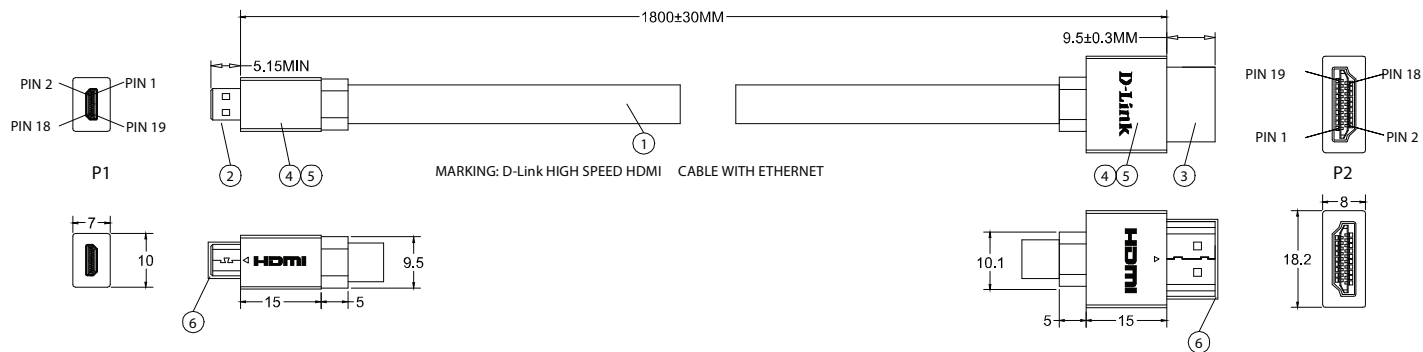 1800±30MM
9.5±0.3MM
5.15MIN
PIN 2
PIN 1
PIN 18
PIN 19
P1
D-Link
PIN 19
PIN 18
PIN 1
PIN 2
P2
1
2
4 5
MARKING: D-Link HIGH SPEED HDMI CABLE WITH ETHERNET
4 5
3
7
10
HDMI
9.5
15
5
6
10.1
HDMI
5
15
6
8
18.2